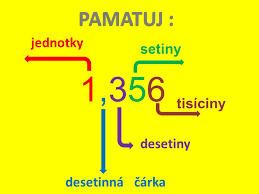 PAMATUJ :
jednotky
setiny
1,356
tisíciny
desetiny
desetinná čárka